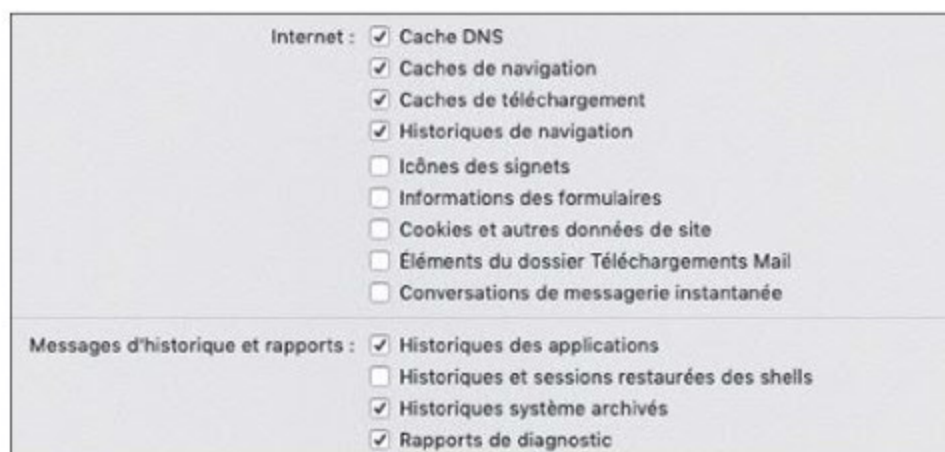 Internet : Cache DNS
Caches de navigation
Caches de téléchargement
Historiques de navigation
Icônes des signets
Informations des formulaires
Cookies et autres données de site
Éléments du dossier Téléchargements Mail
Conversations de messagerie instantanée
Messages d'historique et rapports : Historiques des applications
Historiques et sessions restaurées des shells
Historiques système archivés
Rapports de diagnostic